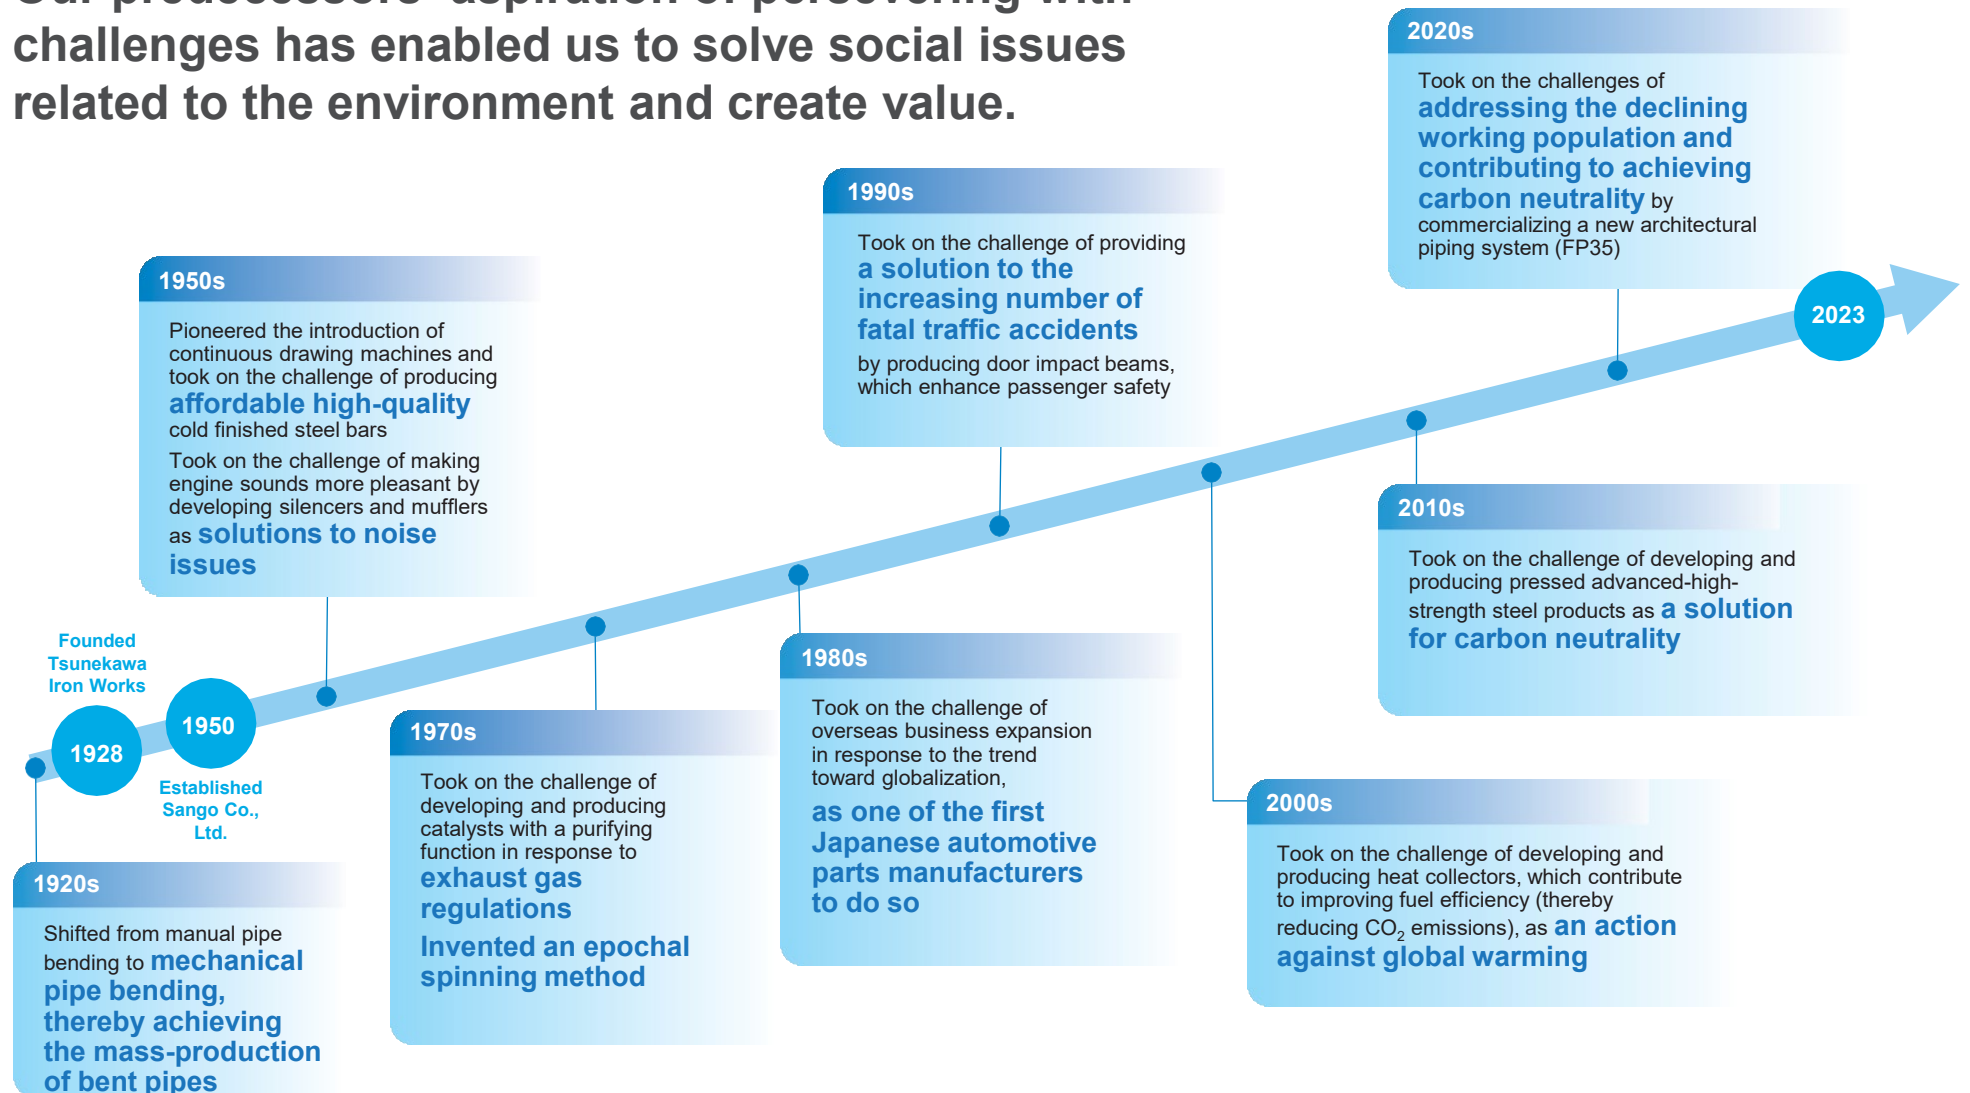 Our predecessors' aspiration of persevering with
challenges has enabled us to solve social issues
related to the environment and create value.
2020s
Took on the challenges of
addressing the declining
working population and
contributing to achieving
carbon neutrality by
commercializing a new architectural
piping system (FP35)
1990s
Took on the challenge of providing
a solution to the
increasing number of
fatal traffic accidents
by producing door impact beams,
which enhance passenger safety
1950s
Pioneered the introduction of
continuous drawing machines and
took on the challenge of producing
affordable high-quality
cold finished steel bars
Took on the challenge of making
engine sounds more pleasant by
developing silencers and mufflers
as solutions to noise
issues
2023
2010s
Took on the challenge of developing and
producing pressed advanced-high-
strength steel products as a solution
for carbon neutrality
Founded
Tsunekawa
Iron Works
1928
1950
Established
Sango Co.,
Ltd.
1980s
Took on the challenge of
overseas business expansion
in response to the trend
toward globalization,
as one of the first
Japanese automotive
parts manufacturers
to do so
1970s
Took on the challenge of
developing and producing
catalysts with a purifying
function in response to
exhaust gas
regulations
Invented an epochal
spinning method
2000s
Took on the challenge of developing and
producing heat collectors, which contribute
to improving fuel efficiency (thereby
reducing CO₂ emissions), as an action
against global warming
1920s
Shifted from manual pipe
bending to mechanical
pipe bending,
thereby achieving
the mass-production
of bent pipes